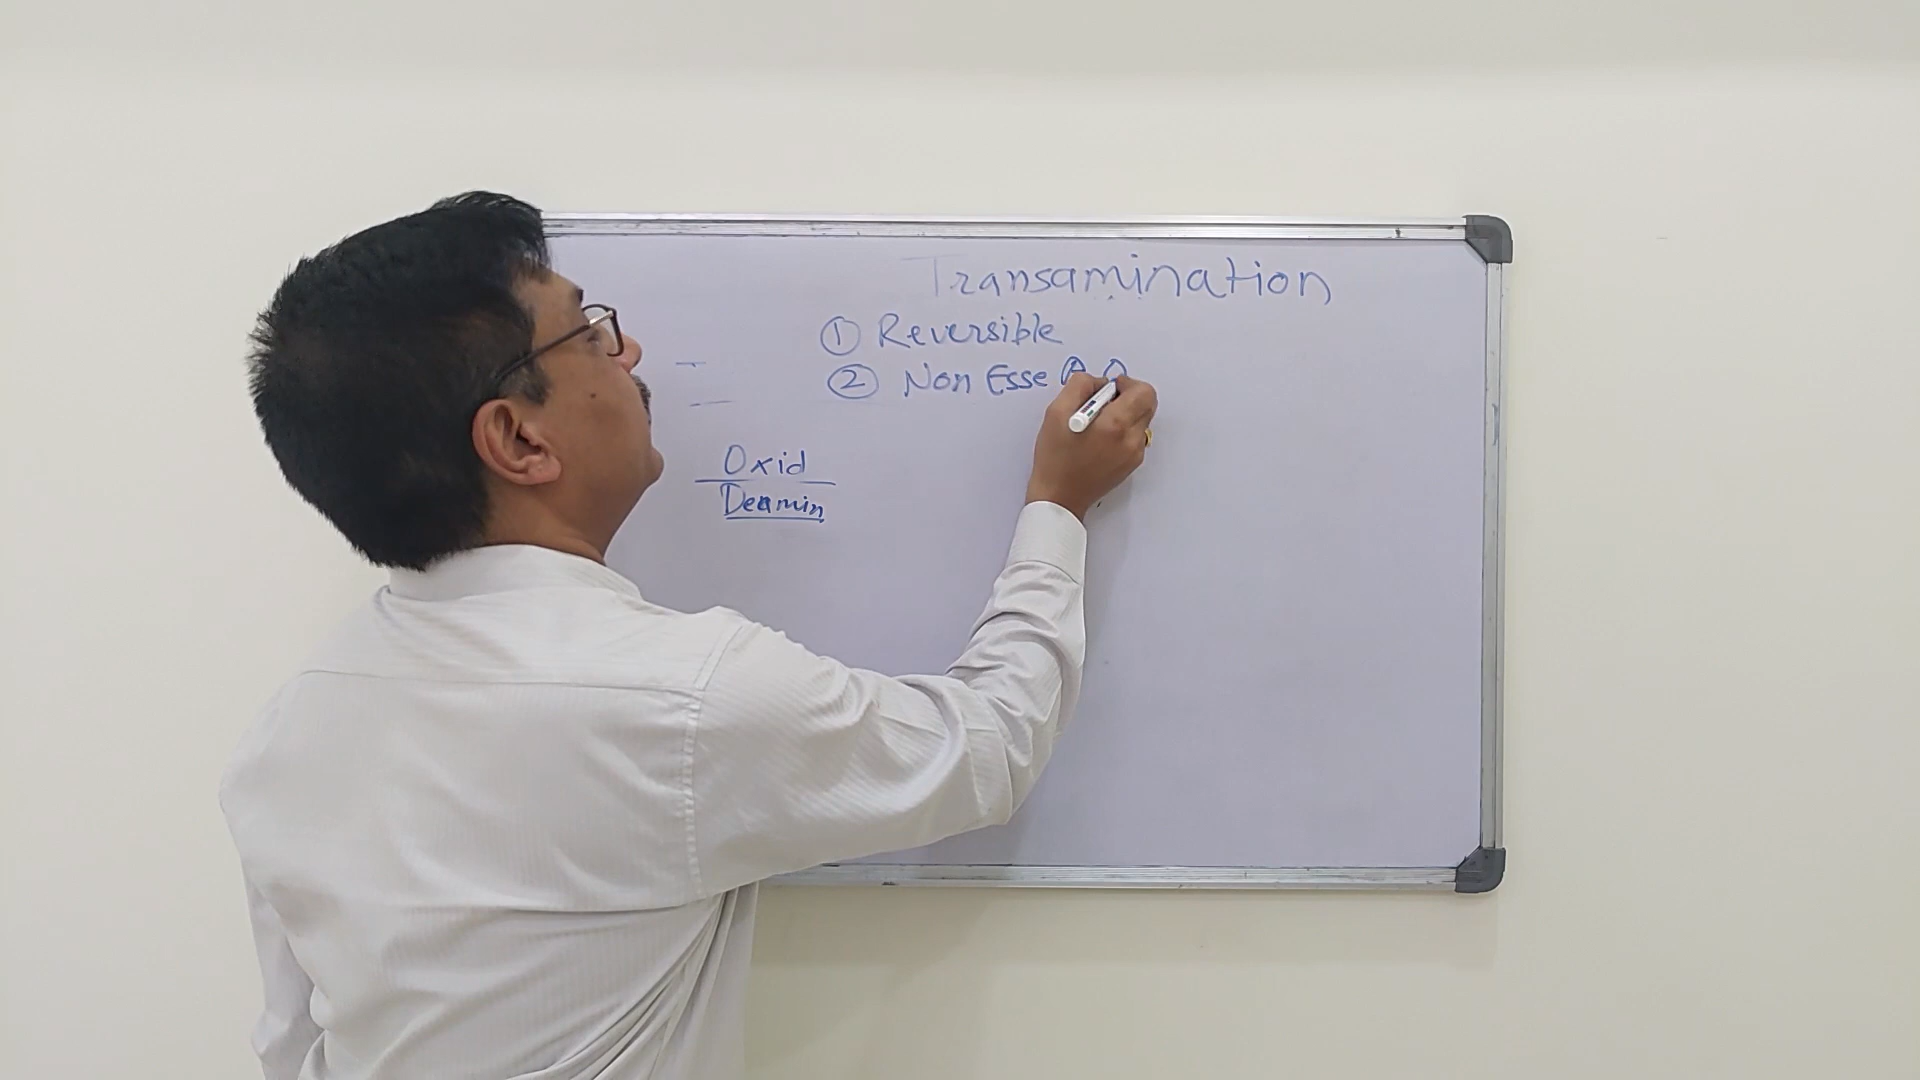 Transamination
① Reversible
② Non Esse A A
Oxid
Deamin